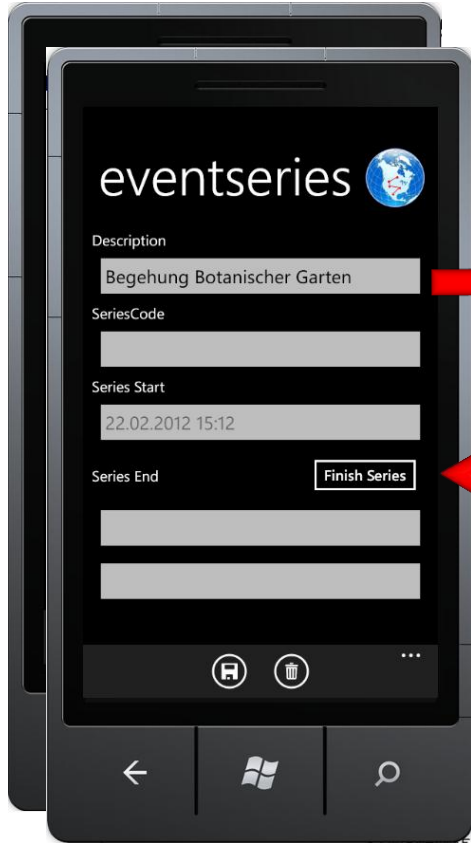 eventseries
Description
Begehung Botanischer Garten
SeriesCode
Series Start
22.02.2012 15:12
Series End
Finish Series